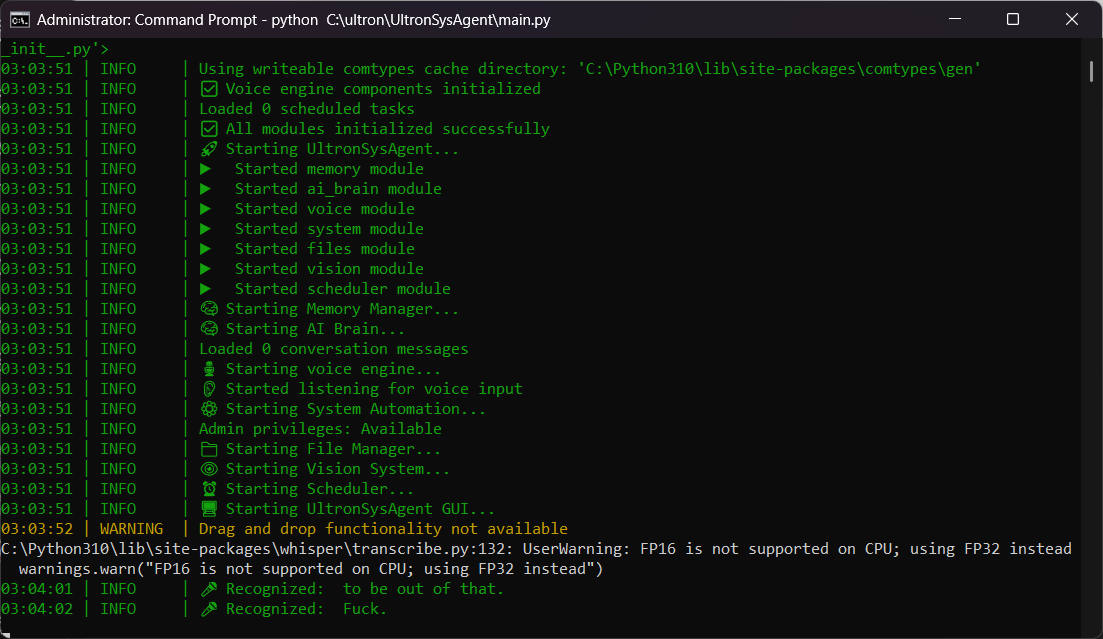 Administrator: Command Prompt - python  C:\ultron\UltronSysAgent\main.py
_init__.py'>
03:03:51 | INFO     | Using writeable comtypes cache directory: 'C:\Python310\lib\site-packages\comtypes\gen'
03:03:51 | INFO     | ☑ Voice engine components initialized
03:03:51 | INFO     | Loaded 0 scheduled tasks
03:03:51 | INFO     | ☑ All modules initialized successfully
03:03:51 | INFO     | 🚀 Starting UltronSysAgent...
03:03:51 | INFO     | ▶  Started memory module
03:03:51 | INFO     | ▶  Started ai_brain module
03:03:51 | INFO     | ▶  Started voice module
03:03:51 | INFO     | ▶  Started system module
03:03:51 | INFO     | ▶  Started files module
03:03:51 | INFO     | ▶  Started vision module
03:03:51 | INFO     | ▶  Started scheduler module
03:03:51 | INFO     | 🧠 Starting Memory Manager...
03:03:51 | INFO     | 🧠 Starting AI Brain...
03:03:51 | INFO     | Loaded 0 conversation messages
03:03:51 | INFO     | 🎙 Starting voice engine...
03:03:51 | INFO     | 👂 Started listening for voice input
03:03:51 | INFO     | ⚙ Starting System Automation...
03:03:51 | INFO     | Admin privileges: Available
03:03:51 | INFO     | 📁 Starting File Manager...
03:03:51 | INFO     | 👁 Starting Vision System...
03:03:51 | INFO     | ⏰ Starting Scheduler...
03:03:51 | INFO     | 🖥 Starting UltronSysAgent GUI...
03:03:52 | WARNING  | Drag and drop functionality not available
C:\Python310\lib\site-packages\whisper\transcribe.py:132: UserWarning: FP16 is not supported on CPU; using FP32 instead
  warnings.warn("FP16 is not supported on CPU; using FP32 instead")
03:04:01 | INFO     | 🎤 Recognized:  to be out of that.
03:04:02 | INFO     | 🎤 Recognized:  Fuck.